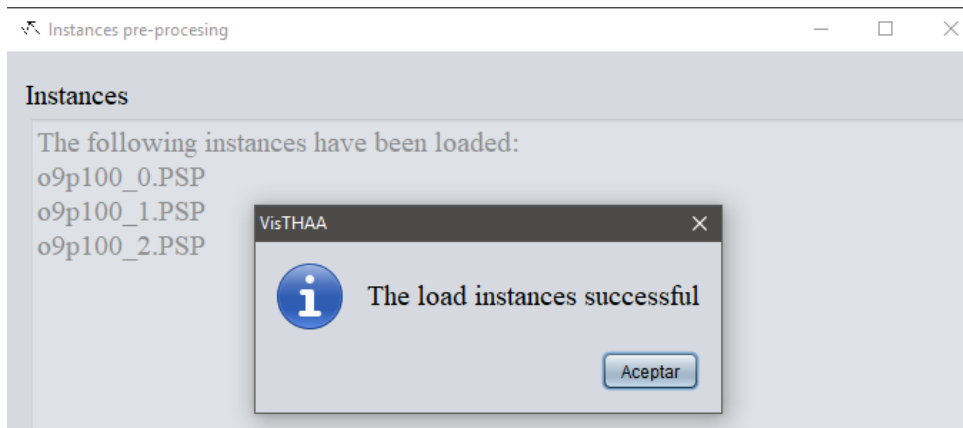 Instances pre-procesing
Instances
The following instances have been loaded:
o9p100_0.PSP
o9p100_1.PSP
o9p100_2.PSP
VisTHAA
The load instances successful
Aceptar